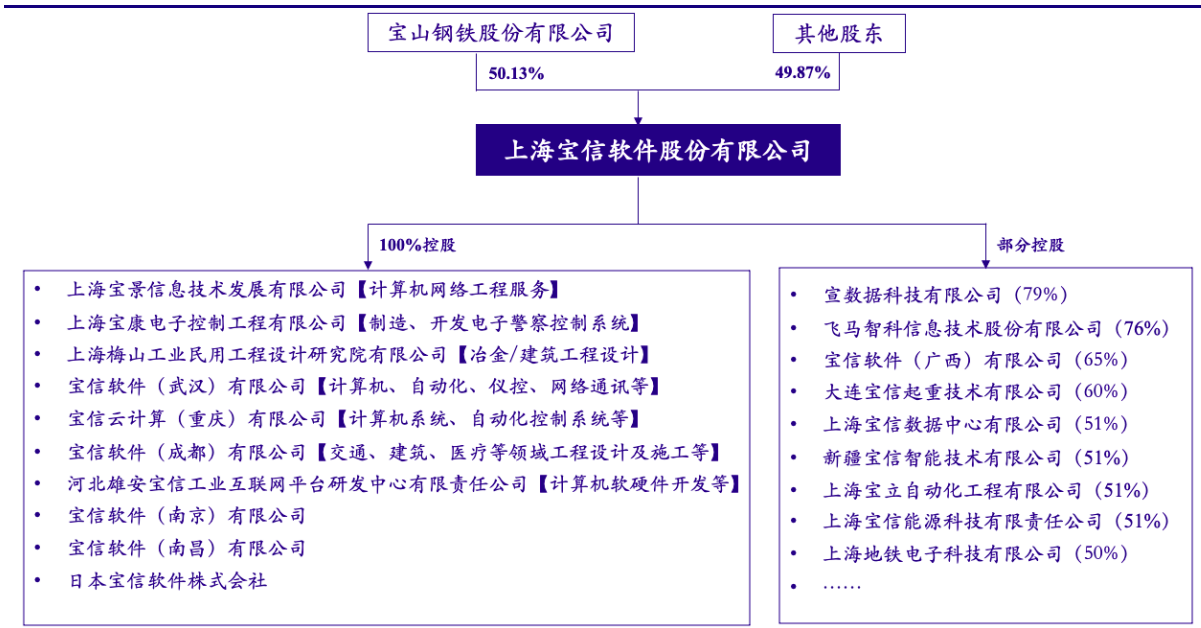 宝山钢铁股份有限公司
其他股东
50.13%
49.87%
上海宝信软件股份有限公司
100%控股
部分控股
• 上海宝景信息技术发展有限公司【计算机网络工程服务】
• 上海宝康电子控制工程有限公司【制造、开发电子警察控制系统】
• 上海梅山工业民用工程设计研究院有限公司【冶金/建筑工程设计】
• 宝信软件（武汉）有限公司【计算机、自动化、仪控、网络通讯等】
• 宝信云计算（重庆）有限公司【计算机系统、自动化控制系统等】
• 宝信软件（成都）有限公司【交通、建筑、医疗等领域工程设计及施工等】
• 河北雄安宝信工业互联网平台研发中心有限责任公司【计算机软硬件开发等】
• 宝信软件（南京）有限公司
• 宝信软件（南昌）有限公司
• 日本宝信软件株式会社
• 宣数据科技有限公司（79%）
• 飞马智科信息技术股份有限公司（76%）
• 宝信软件（广西）有限公司（65%）
• 大连宝信起重技术有限公司（60%）
• 上海宝信数据中心有限公司（51%）
• 新疆宝信智能技术有限公司（51%）
• 上海宝立自动化工程有限公司（51%）
• 上海宝信能源科技有限责任公司（51%）
• 上海地铁电子科技有限公司（50%）
• ……